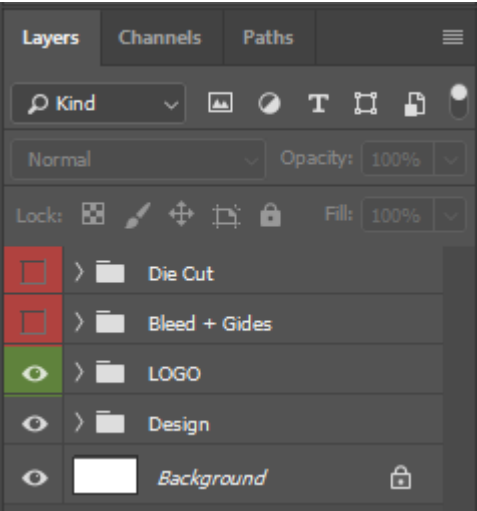 Layers Channels Paths
Kind T
Normal Opacity: 100%
Lock: Fill: 100%
Die Cut
Bleed + Gides
LOGO
Design
Background